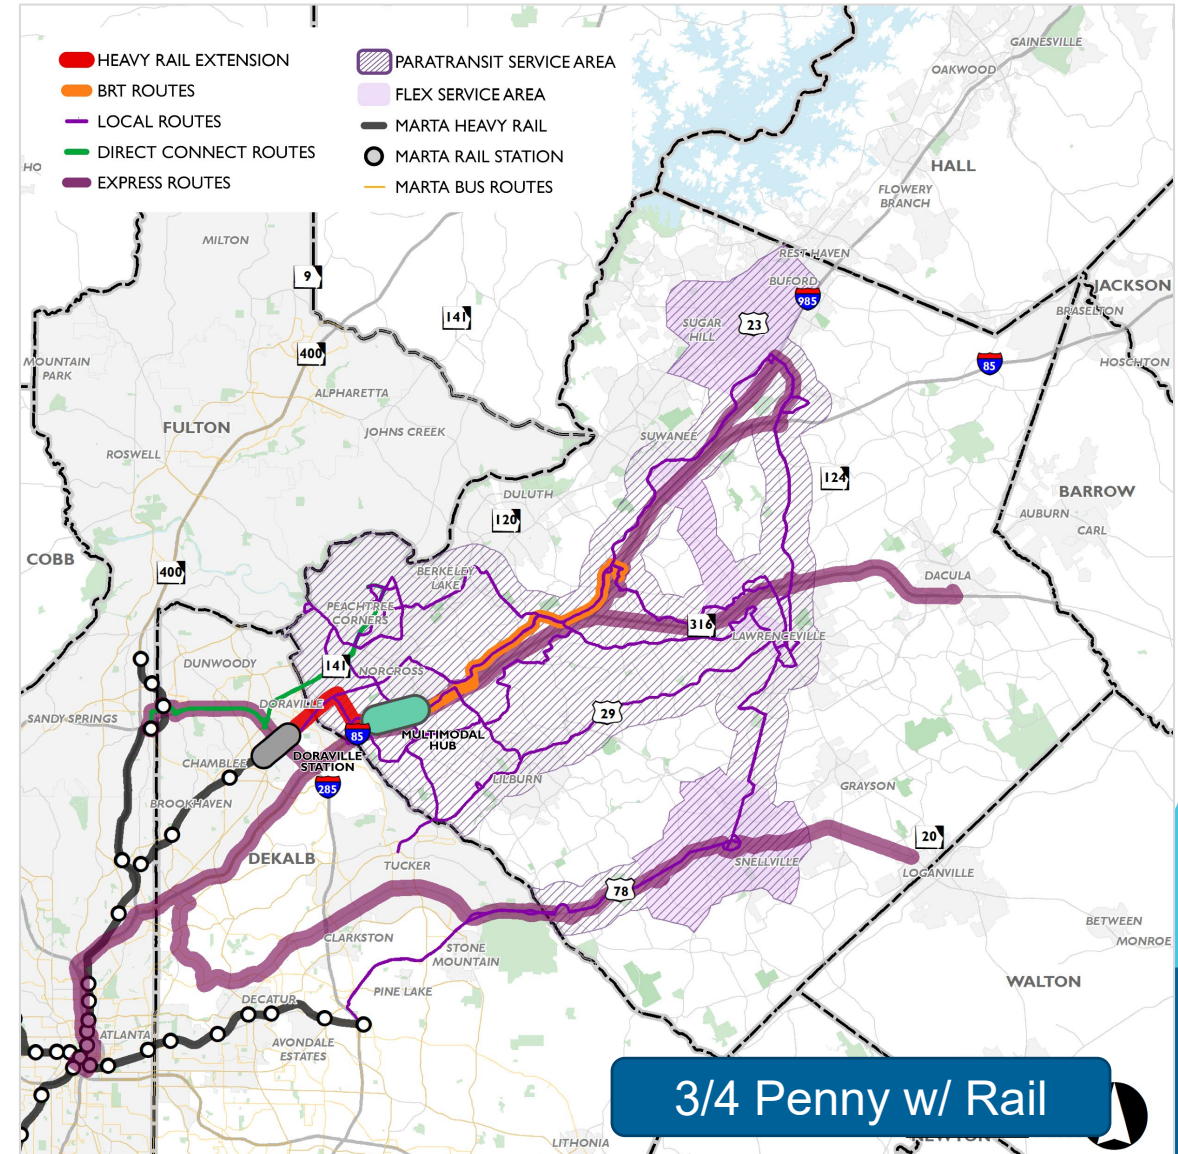 HEAVY RAIL EXTENSION
BRT ROUTES
LOCAL ROUTES
DIRECT CONNECT ROUTES
EXPRESS ROUTES
PARATRANSIT SERVICE AREA
FLEX SERVICE AREA
MARTA HEAVY RAIL
MARTA RAIL STATION
MARTA BUS ROUTES
GAINESVILLE
OAKWOOD
HO
HALL
FLOWERY
BRANCH
MILTON
REST HAVEN
9
BUFORD
985
JACKSON
BRASELTON
141
SUGAR
HILL
23
400
MOUNTAIN
PARK
85
HOSCHTON
ALPHARETTA
FULTON
JOHNS CREEK
SUWANEE
ROSWELL
124
DULUTH
BARROW
120
AUBURN
CARL
COBB
400
BERKELEY
LAKE
DACULA
PEACHTREE
CORNERS
316
LAWRENCEVILLE
DUNWOODY
141
NORCROSS
DORAVILLE
SANDY SPRINGS
29
85
MULTIMODAL
HUB
CHAMBLEE
DORAVILLE
STATION
LILBURN
285
GRAYSON
BROOKHAVEN
20
DEKALB
TUCKER
SNELLVILLE
LOGANVILLE
78
BETWEEN
CLARKSTON
MONROE
STONE
MOUNTAIN
WALTON
PINE LAKE
DECATUR
ATLANTA
AVONDALE
ESTATES
3/4 Penny w/ Rail
LITHONIA
NEWTON